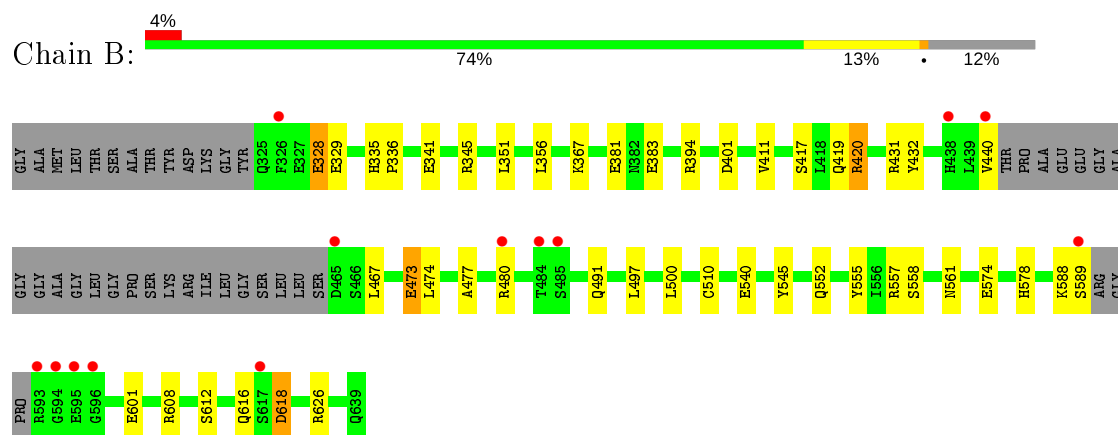 4%
Chain B:
74% 13% • 12%
GLY ALA MET LEU THR SER ALA THR TYR ASP LYS GLY TYR Q325 F326 E327 E328 E329 H335 P336 E341 R345 L351 L356 K367 E381 N382 E383 R394 D401 V411 S417 L418 Q419 R420 R431 Y432 H438 L439 V440 THR PRO ALA GLU GLU GLY ALA
GLY GLY ALA GLY LEU GLY PRO SER LYS ARG ILE LEU GLY SER LEU LEU SER D465 S466 L467 E473 L474 A477 R480 T484 S485 Q491 L497 L500 C510 E540 Y545 Q552 Y555 I556 R557 S558 N561 E574 H578 K588 S589 ARG GLY
PRO R593 G594 E595 G596 E601 R608 S612 Q616 S617 D618 R626 Q639